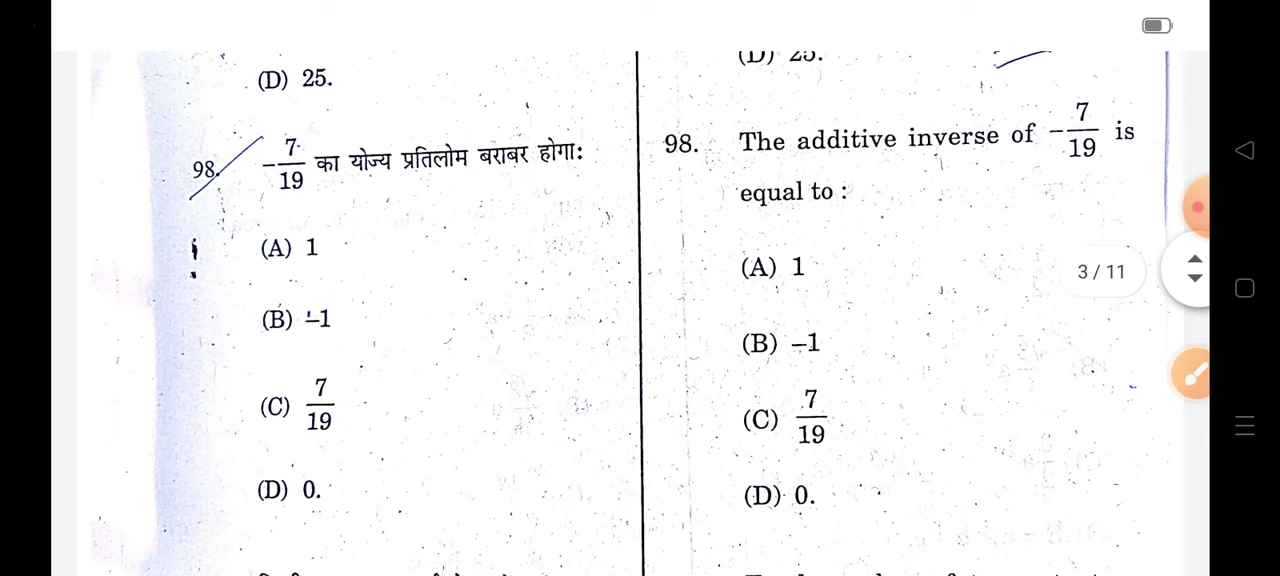 (D) 25.
98. -7/19 का योज्य प्रतिलोम बराबर होगा:
(A) 1
(B) –1
(C) 7/19
(D) 0.
(D) 25.
98. The additive inverse of -7/19 is
equal to :
(A) 1
(B) –1
(C) 7/19
(D) 0.
3 / 11